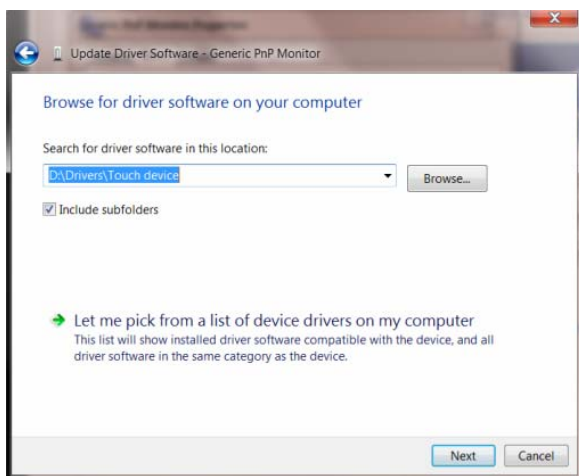 Update Driver Software - Generic PnP Monitor
Browse for driver software on your computer
Search for driver software in this location:
D:\Drivers\Touch device
Browse...
Include subfolders
Let me pick from a list of device drivers on my computer
This list will show installed driver software compatible with the device, and all
driver software in the same category as the device.
Next
Cancel